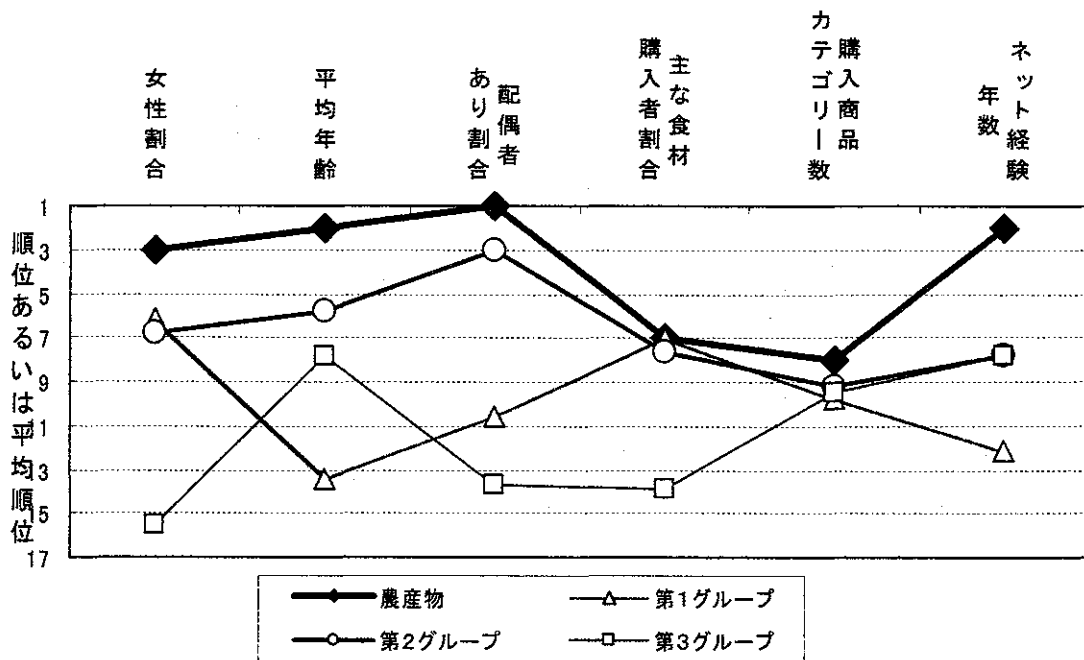 女性割合
平均年齢
配偶者
あり割合
主な食材
購入者割合
購入商品
カテゴリー数
ネット経験
年数
順位あるいは平均順位
1
3
5
7
9
11
13
15
17
農産物
第1グループ
第2グループ
第3グループ